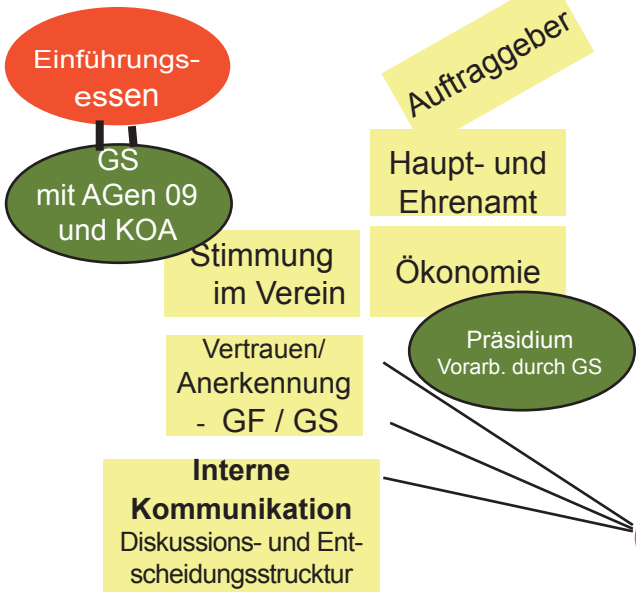 Einführungs-
essen
GS
mit AGen 09
und KOA
Auftraggeber
Haupt- und
Ehrenamt
Stimmung
im Verein
Ökonomie
Präsidium
Vorarb. durch GS
Vertrauen/
Anerkennung
- GF / GS
Interne
Kommunikation
Diskussions- und Ent-
scheidungsstrucktur